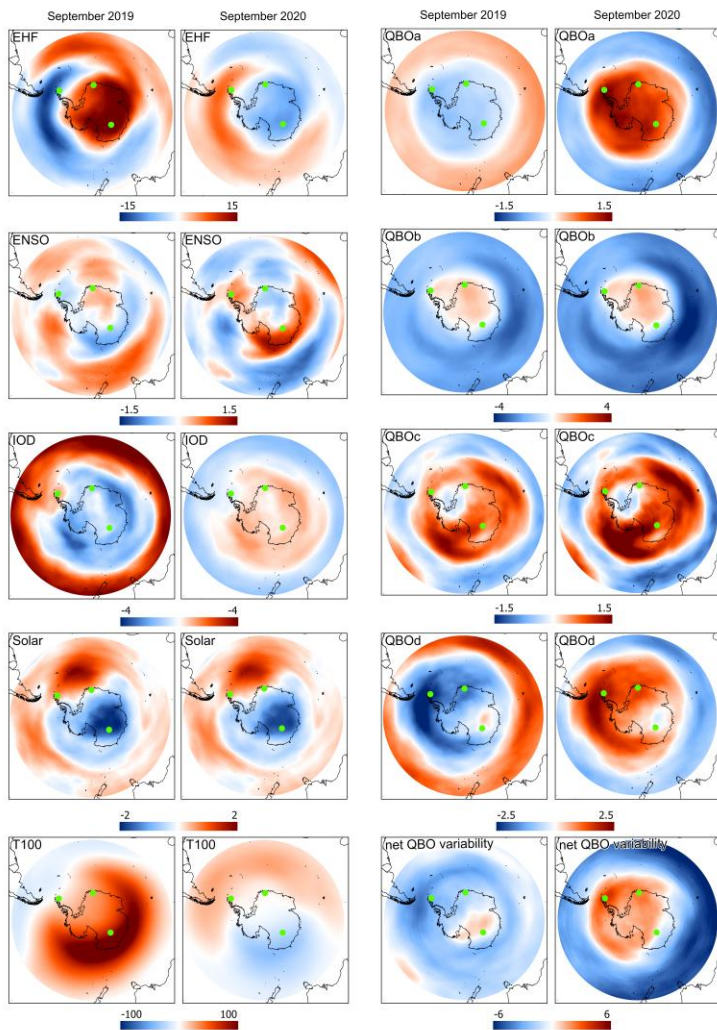 September 2019 September 2020 September 2019 September 2020
EHF EHF QBOa QBOa
-15 15 -1.5 1.5
ENSO ENSO QBOb QBOb
-1.5 1.5 -4 4
IOD IOD QBOc QBOc
-4 -4 -1.5 1.5
Solar Solar QBOd QBOd
-2 2 -2.5 2.5
T100 T100 net QBO variability net QBO variability
-100 100 -6 6